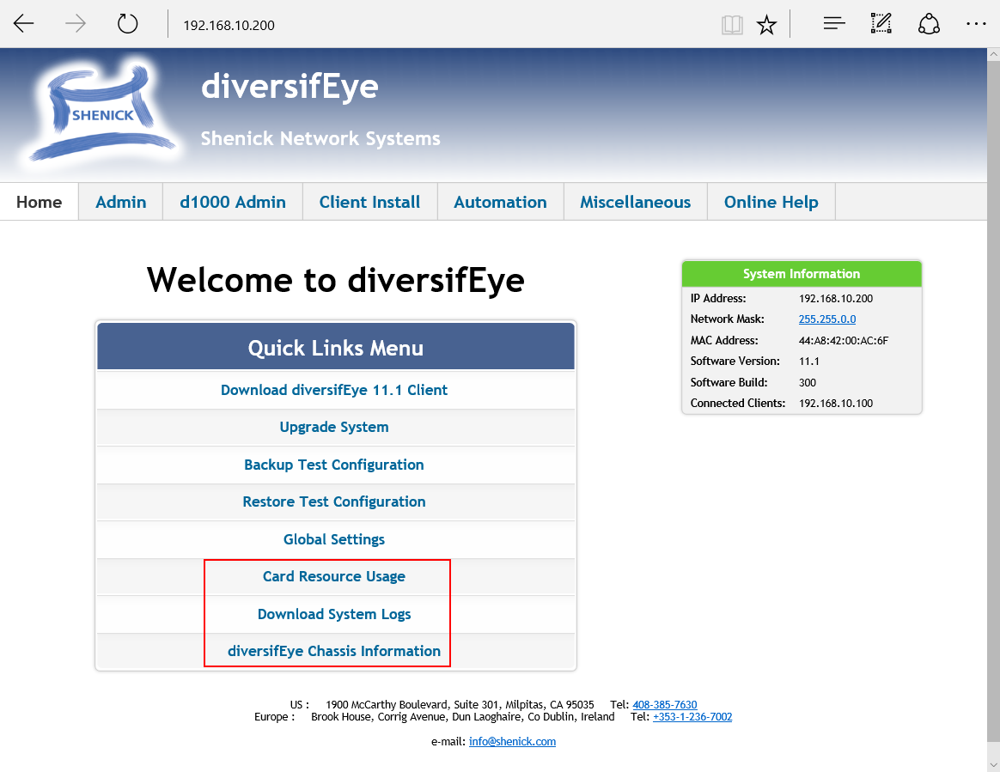 192.168.10.200
SHENICK
diversifEye
Shenick Network Systems
Home Admin d1000 Admin Client Install Automation Miscellaneous Online Help
Welcome to diversifEye
Quick Links Menu
Download diversifEye 11.1 Client
Upgrade System
Backup Test Configuration
Restore Test Configuration
Global Settings
Card Resource Usage
Download System Logs
diversifEye Chassis Information
System Information
IP Address: 192.168.10.200
Network Mask: 255.255.0.0
MAC Address: 44:A8:42:00:AC:6F
Software Version: 11.1
Software Build: 300
Connected Clients: 192.168.10.100
US : 1900 McCarthy Boulevard, Suite 301, Milpitas, CA 95035 Tel: 408-385-7630
Europe : Brook House, Corrig Avenue, Dun Laoghaire, Co Dublin, Ireland Tel: +353-1-236-7002
e-mail: info@shenick.com